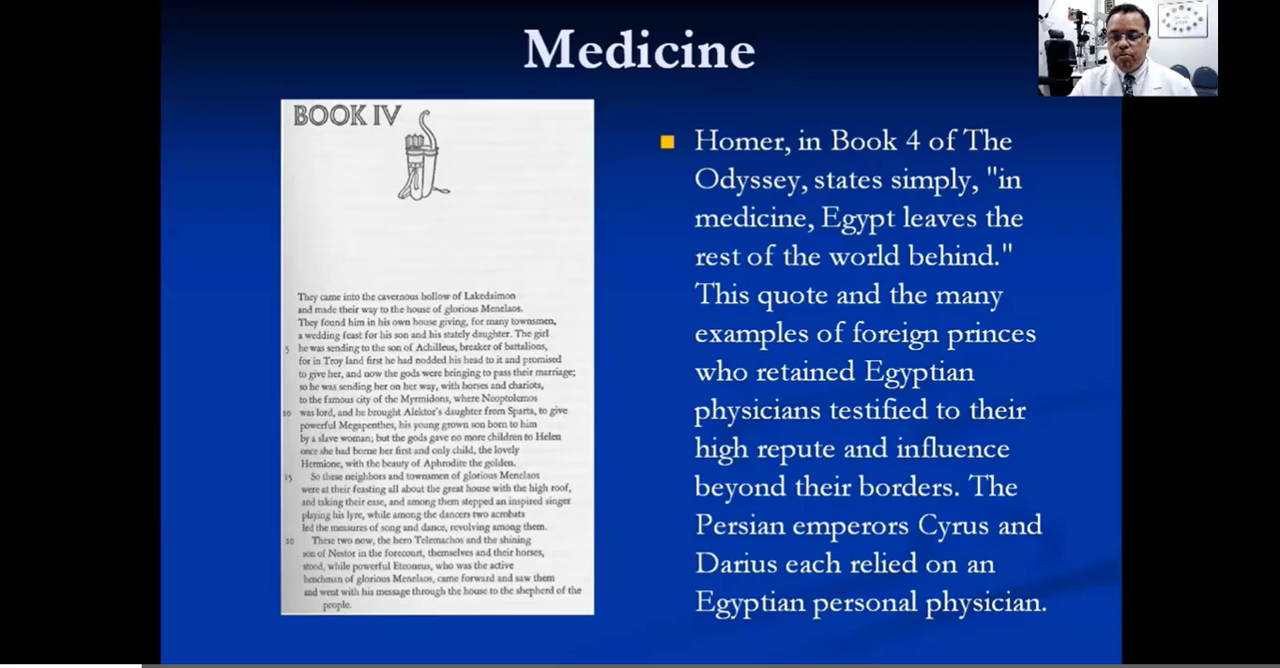 Medicine
BOOK IV
They came into the cavernous hollow of Lakedaimon
and made their way to the house of glorious Menelaos.
They found him in his own house giving, for many townsmen,
a wedding feast for his son and his stately daughter. The girl
5 he was sending to the son of Achilleus, breaker of battalions,
for in Troy land first he had nodded his head to it and promised
to give her, and now the gods were bringing to pass their marriage;
so he was sending her on her way, with horses and chariots,
to the famous city of the Myrmidons, where Neoptolemos
10 was lord, and he brought Alektor's daughter from Sparta, to give
powerful Megapenthes, his young grown son born to him
by a slave woman; but the gods gave no more children to Helen
once she had borne her first and only child, the lovely
Hermione, with the beauty of Aphrodite the golden.
15 So these neighbors and townsmen of glorious Menelaos
were at their feasting all about the great house with the high roof,
and taking their ease, and among them stepped an inspired singer
playing his lyre, while among the dancers two acrobats
led the measures of song and dance, revolving among them.
20 These two now, the hero Telemachos and the shining
son of Nestor in the forecourt, themselves and their horses,
stood, while powerful Eteoneus, who was the active
henchman of glorious Menelaos, came forward and saw them
and went with his message through the house to the shepherd of the
people.
Homer, in Book 4 of The
Odyssey, states simply, "in
medicine, Egypt leaves the
rest of the world behind."
This quote and the many
examples of foreign princes
who retained Egyptian
physicians testified to their
high repute and influence
beyond their borders. The
Persian emperors Cyrus and
Darius each relied on an
Egyptian personal physician.